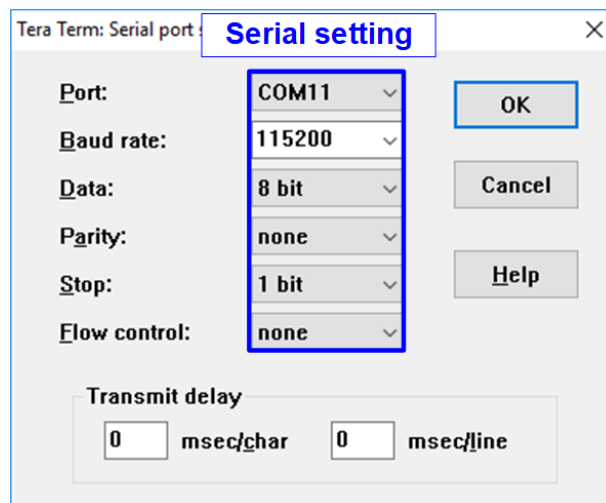 Tera Term: Serial port s
Serial setting
Port: COM11
OK
Baud rate: 115200
Data: 8 bit
Cancel
Parity: none
Stop: 1 bit
Help
Flow control: none
Transmit delay
0 msec/char 0 msec/line